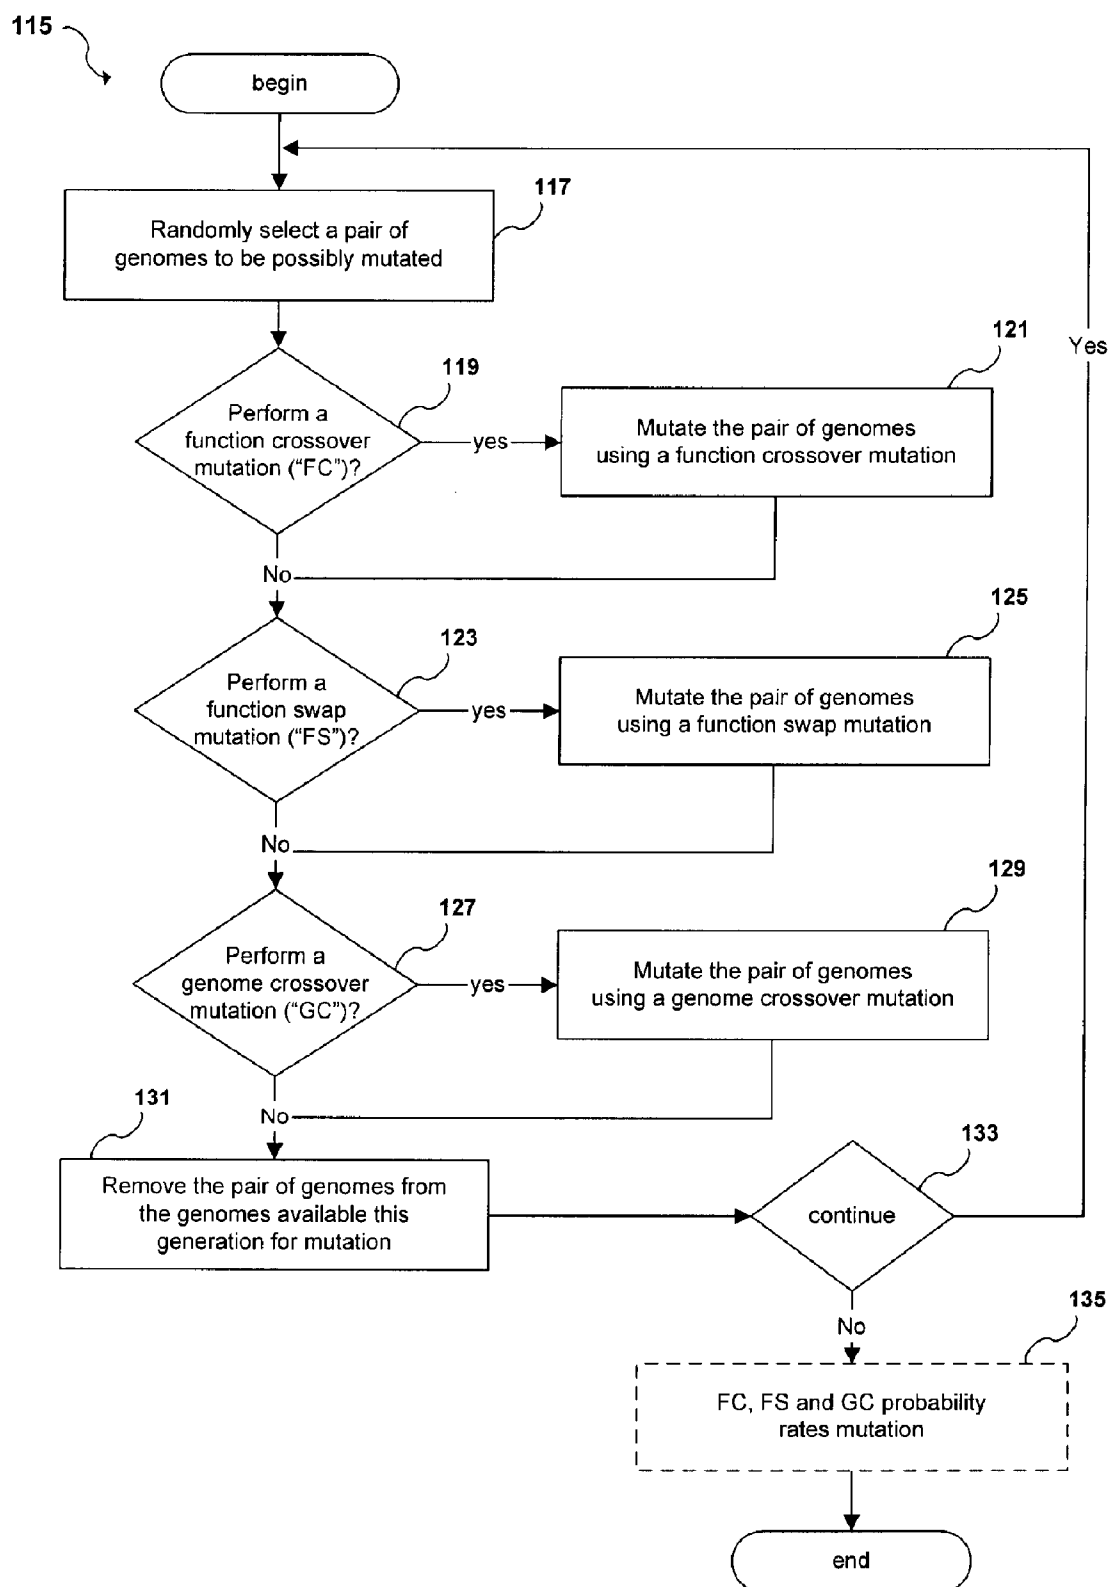 115
begin
117
Randomly select a pair of
genomes to be possibly mutated
119
Perform a
function crossover
mutation (“FC”)?
yes
121
Mutate the pair of genomes
using a function crossover mutation
Yes
No
123
Perform a
function swap
mutation (“FS”)?
yes
125
Mutate the pair of genomes
using a function swap mutation
No
127
Perform a
genome crossover
mutation (“GC”)?
yes
129
Mutate the pair of genomes
using a genome crossover mutation
No
131
Remove the pair of genomes from
the genomes available this
generation for mutation
133
continue
No
135
FC, FS and GC probability
rates mutation
end